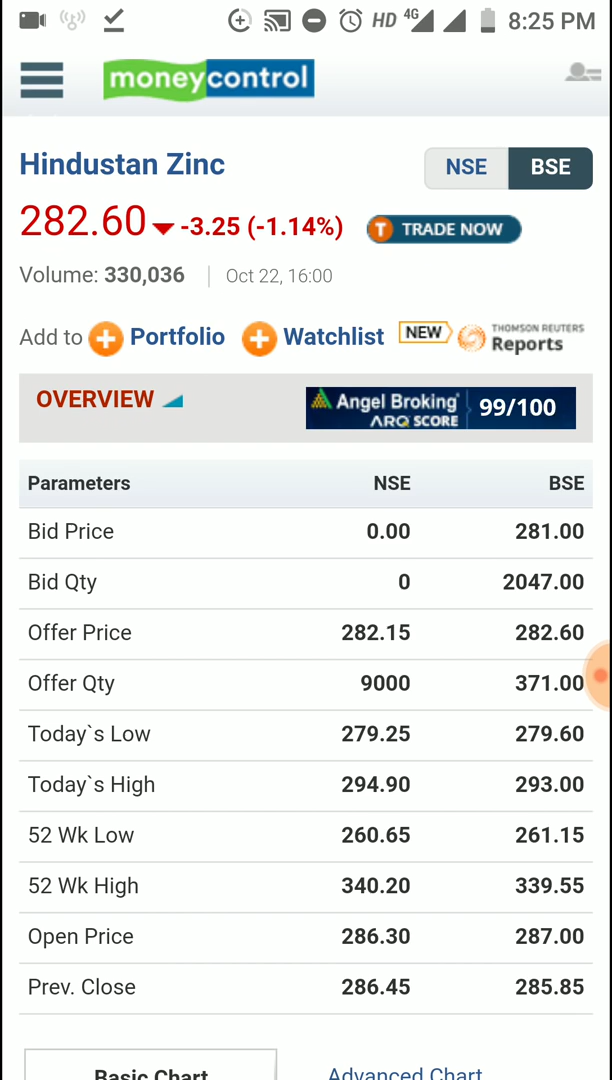 HD 4G 8:25 PM
moneycontrol
Hindustan Zinc NSE BSE
282.60 -3.25 (-1.14%) T TRADE NOW
Volume: 330,036 | Oct 22, 16:00
Add to Portfolio Watchlist NEW THOMSON REUTERS Reports
OVERVIEW Angel Broking ARQ SCORE 99/100
Parameters NSE BSE
Bid Price 0.00 281.00
Bid Qty 0 2047.00
Offer Price 282.15 282.60
Offer Qty 9000 371.00
Today`s Low 279.25 279.60
Today`s High 294.90 293.00
52 Wk Low 260.65 261.15
52 Wk High 340.20 339.55
Open Price 286.30 287.00
Prev. Close 286.45 285.85
Basic Chart Advanced Chart